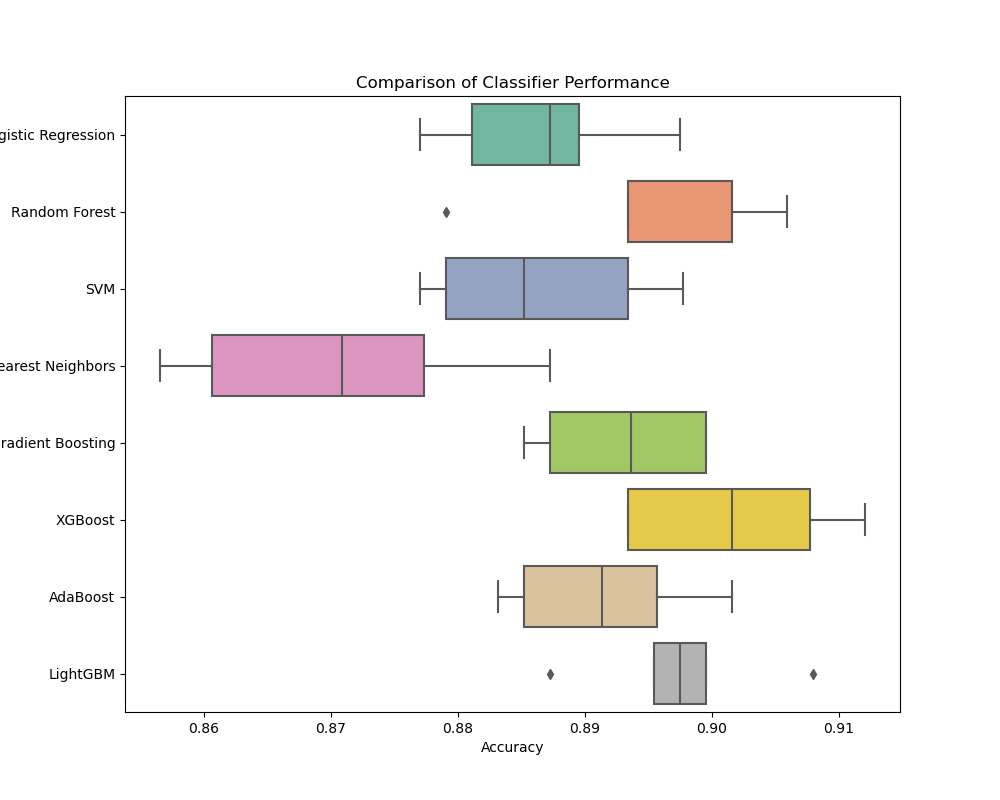 Comparison of Classifier Performance
gistic Regression
Random Forest
SVM
earest Neighbors
radient Boosting
XGBoost
AdaBoost
LightGBM
0.86 0.87 0.88 0.89 0.90 0.91
Accuracy